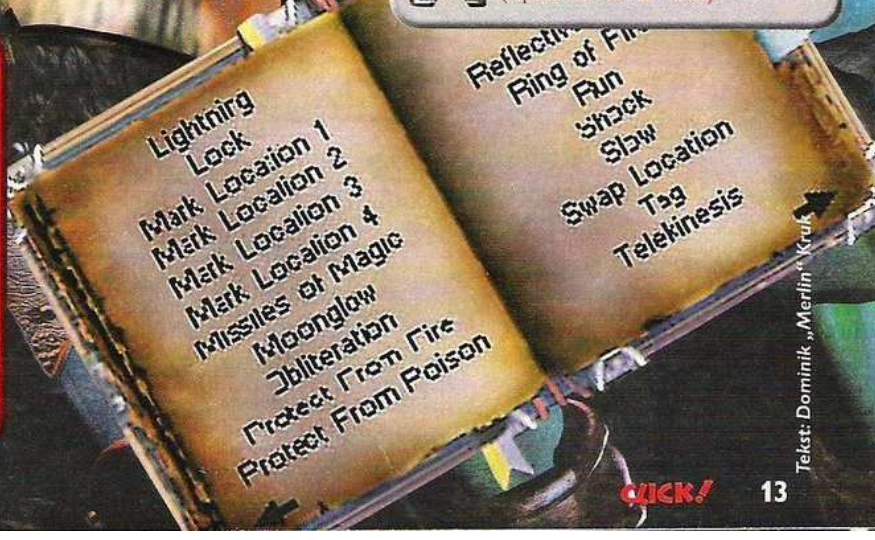 Lightning
Lock
Mark Location 1
Mark Location 2
Mark Location 3
Mark Location 4
Missiles of Magic
Moonglow
Obliteration
Protect From Fire
Protect From Poison
Ring of Fire
Run
Shock
Slow
Swap Location
Tag
Telekinesis
Tekst: Dominik „Merlin” Kruk
CLICK! 13